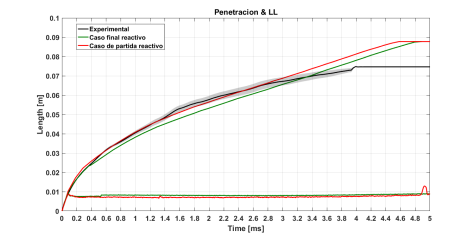 Penetracion & LL
Experimental
Caso final reactivo
Caso de partida reactivo
Length [m]
0.1
0.09
0.08
0.07
0.06
0.05
0.04
0.03
0.02
0.01
0
0 0.2 0.4 0.6 0.8 1 1.2 1.4 1.6 1.8 2 2.2 2.4 2.6 2.8 3 3.2 3.4 3.6 3.8 4 4.2 4.4 4.6 4.8 5
Time [ms]